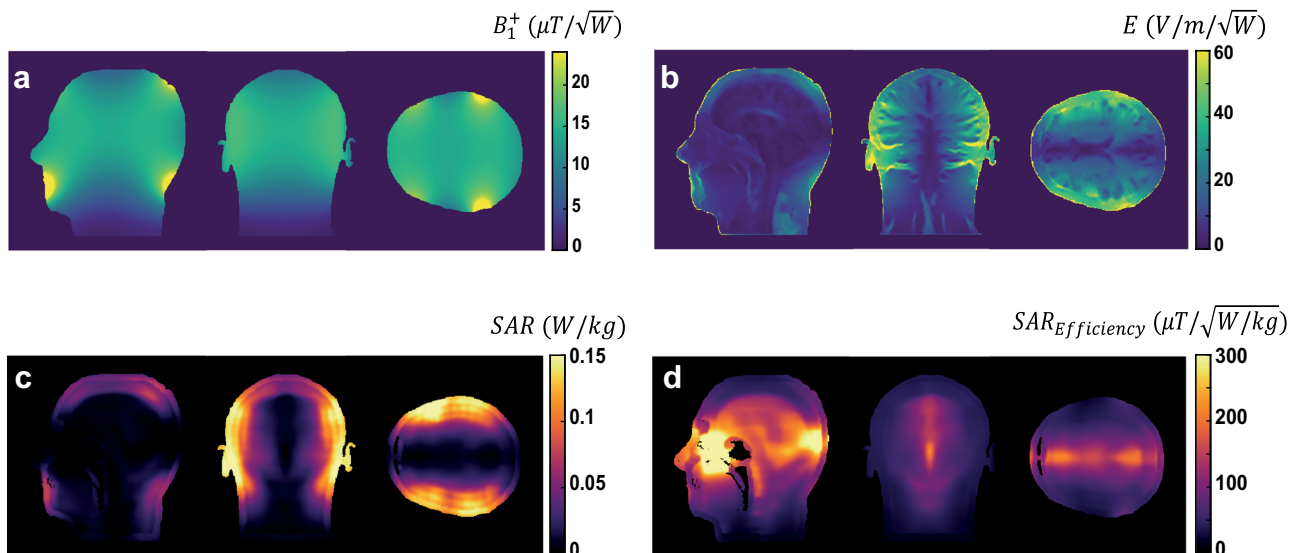 B₁⁺ (μT/√W)
a
20
15
10
5
0
E (V/m/√W)
b
60
40
20
0
SAR (W/kg)
c
0.15
0.1
0.05
0
SAR_Efficiency (μT/√W/kg)
d
300
200
100
0